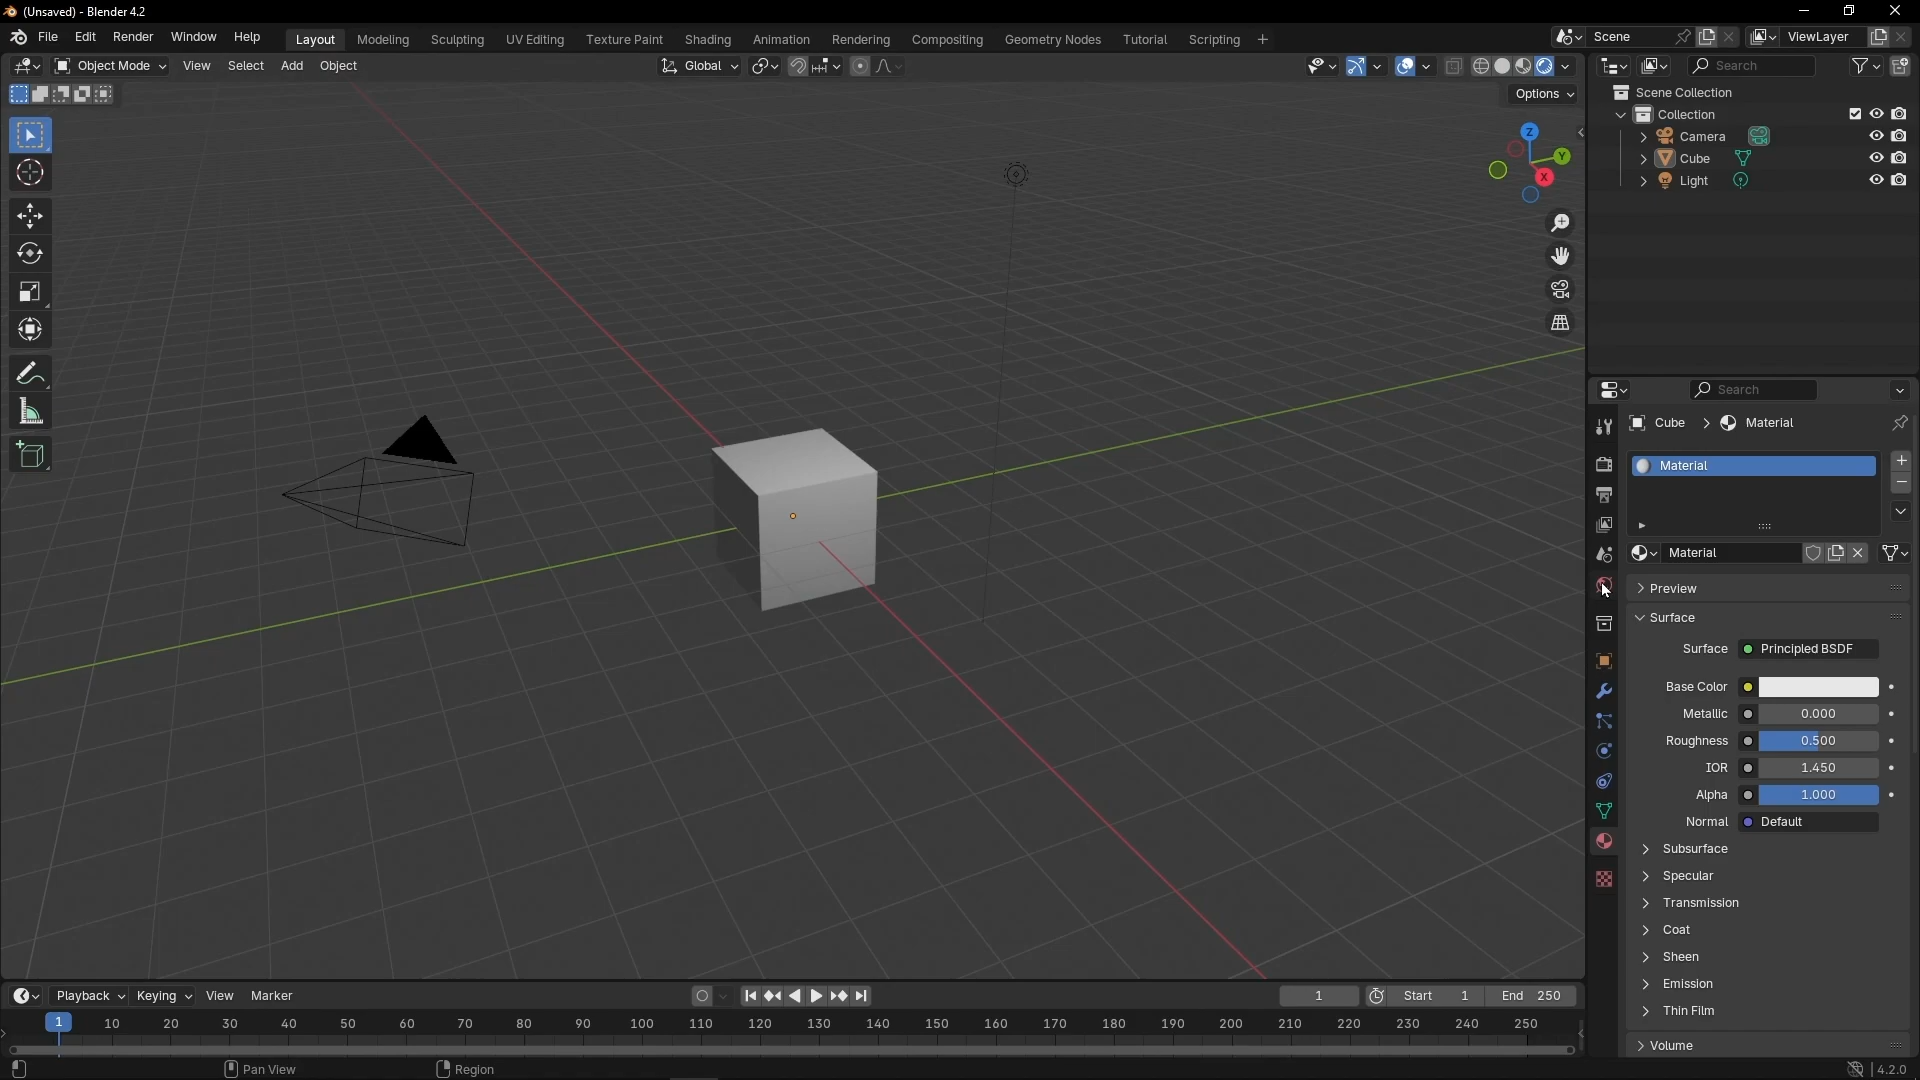 (Unsaved) - Blender 4.2
File Edit Render Window Help Layout Modeling Sculpting UV Editing Texture Paint Shading Animation Rendering Compositing Geometry Nodes Tutorial Scripting + Scene ViewLayer
Object Mode View Select Add Object Global Search
Options
Z
Y
X
Scene Collection
Collection
Camera
Cube
Light
Search
Cube > Material
Material
Material
Preview
Surface
Surface Principled BSDF
Base Color
Metallic 0.000
Roughness 0.500
IOR 1.450
Alpha 1.000
Normal Default
Subsurface
Specular
Transmission
Coat
Sheen
Emission
Thin Film
Volume
Playback Keying View Marker 1 Start 1 End 250
1 10 20 30 40 50 60 70 80 90 100 110 120 130 140 150 160 170 180 190 200 210 220 230 240 250
Pan View Region 4.2.0